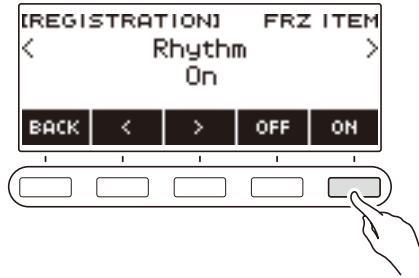 [REGISTRATION] FRZ ITEM
< Rhythm >
On
BACK < > OFF ON